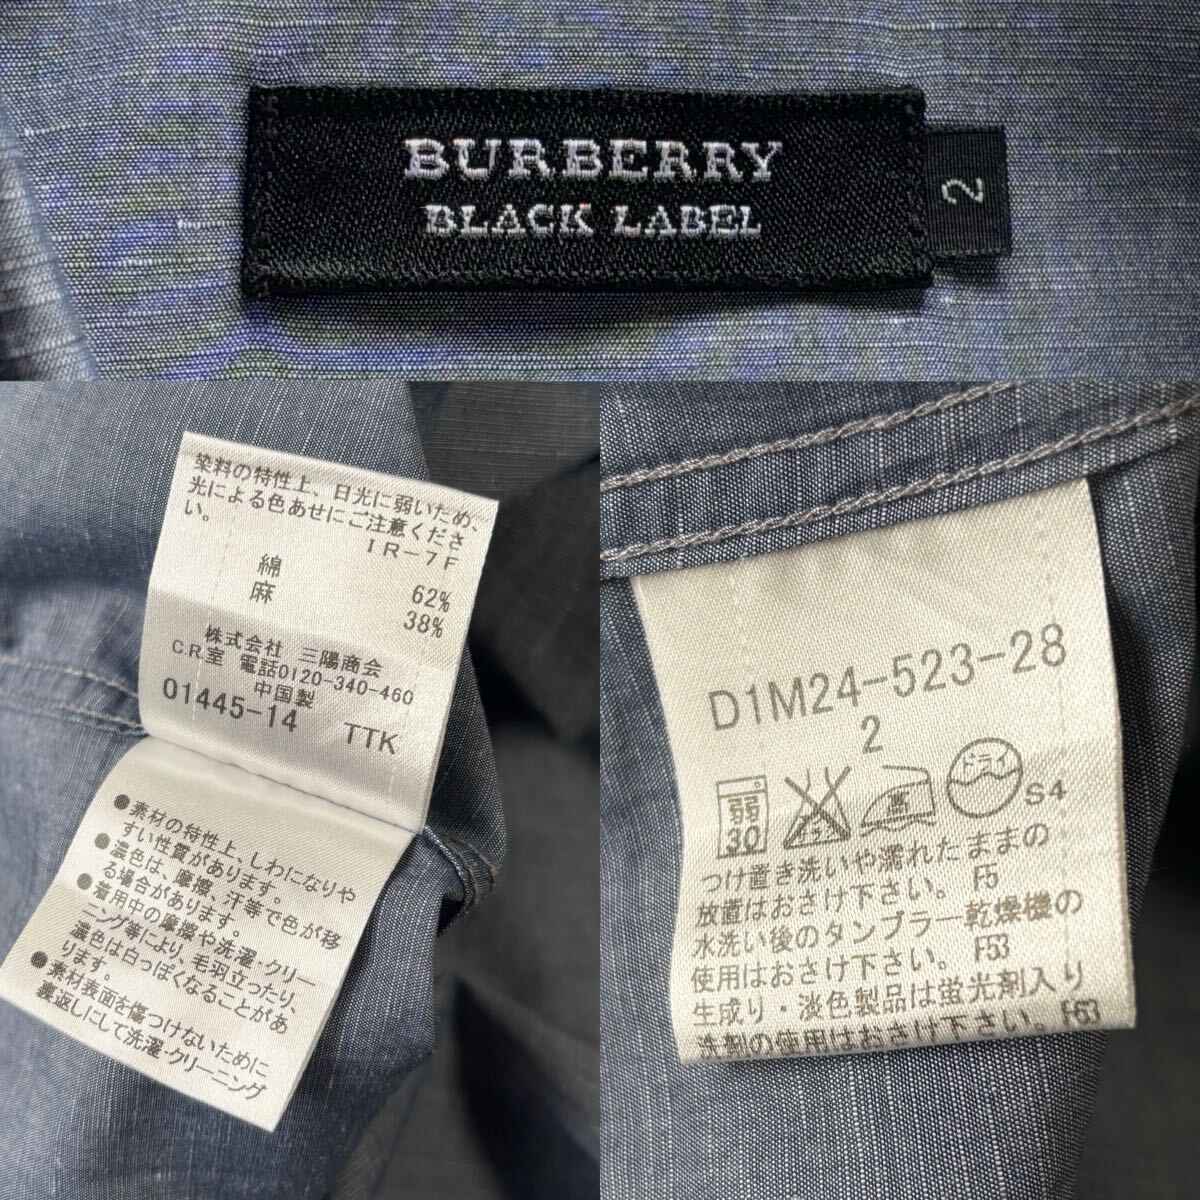 BURBERRY
BLACK LABEL
2
染料の特性上、日光に弱いため、
光による色あせにご注意くださ
い。
IR-7F
綿 62%
麻 38%
株式会社 三陽商会
C.R室 電話0120-340-460
中国製
01445-14 TTK
●素材の特性上、しわになりや
すい性質があります。
●濃色は、摩擦、汗等で色が移
る場合があります。
●着用中の摩擦や洗濯・クリー
ニング等により、毛羽立ったり、
濃色は白っぽくなることがあ
ります。
●素材表面を傷つけないために
裏返しにして洗濯・クリーニング
D1M24-523-28
2
弱
30
高
ドライ
S4
つけ置き洗いや濡れたままの
放置はおさけ下さい。 F5
水洗い後のタンブラー乾燥機の
使用はおさけ下さい。 F53
生成り・淡色製品は蛍光剤入り
洗剤の使用はおさけ下さい。 F63